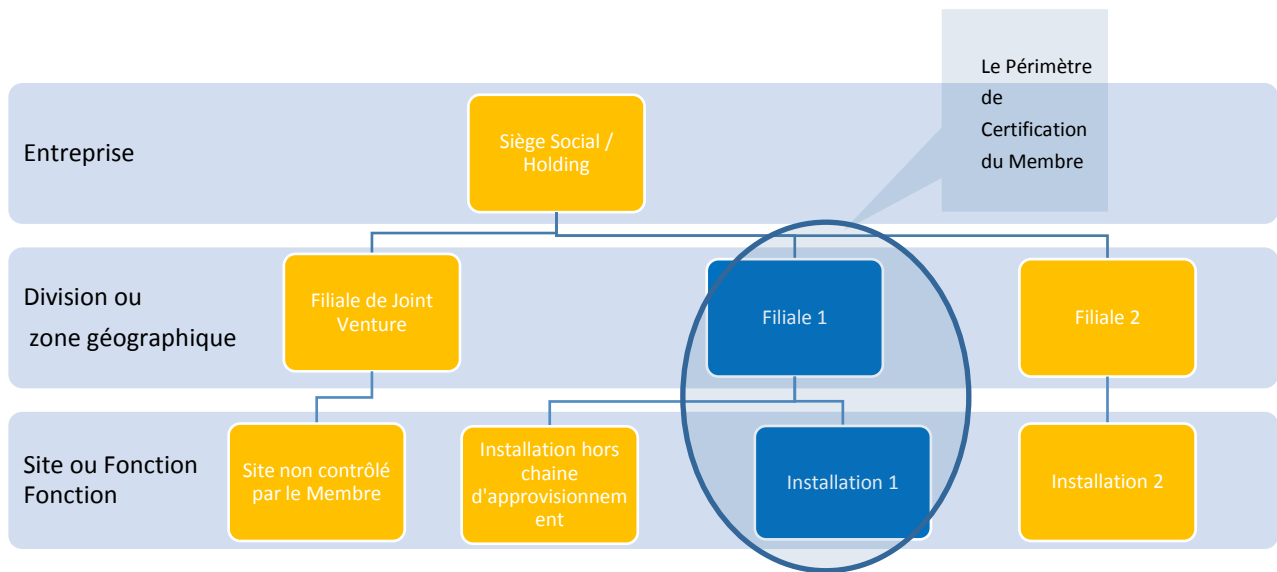 Le Périmètre
de
Certification
du Membre
Entreprise
Siège Social /
Holding
Division ou
zone géographique
Filiale de Joint
Venture
Filiale 1
Filiale 2
Site ou Fonction
Fonction
Site non contrôlé
par le Membre
Installation hors
chaine
d'approvisionnem
ent
Installation 1
Installation 2